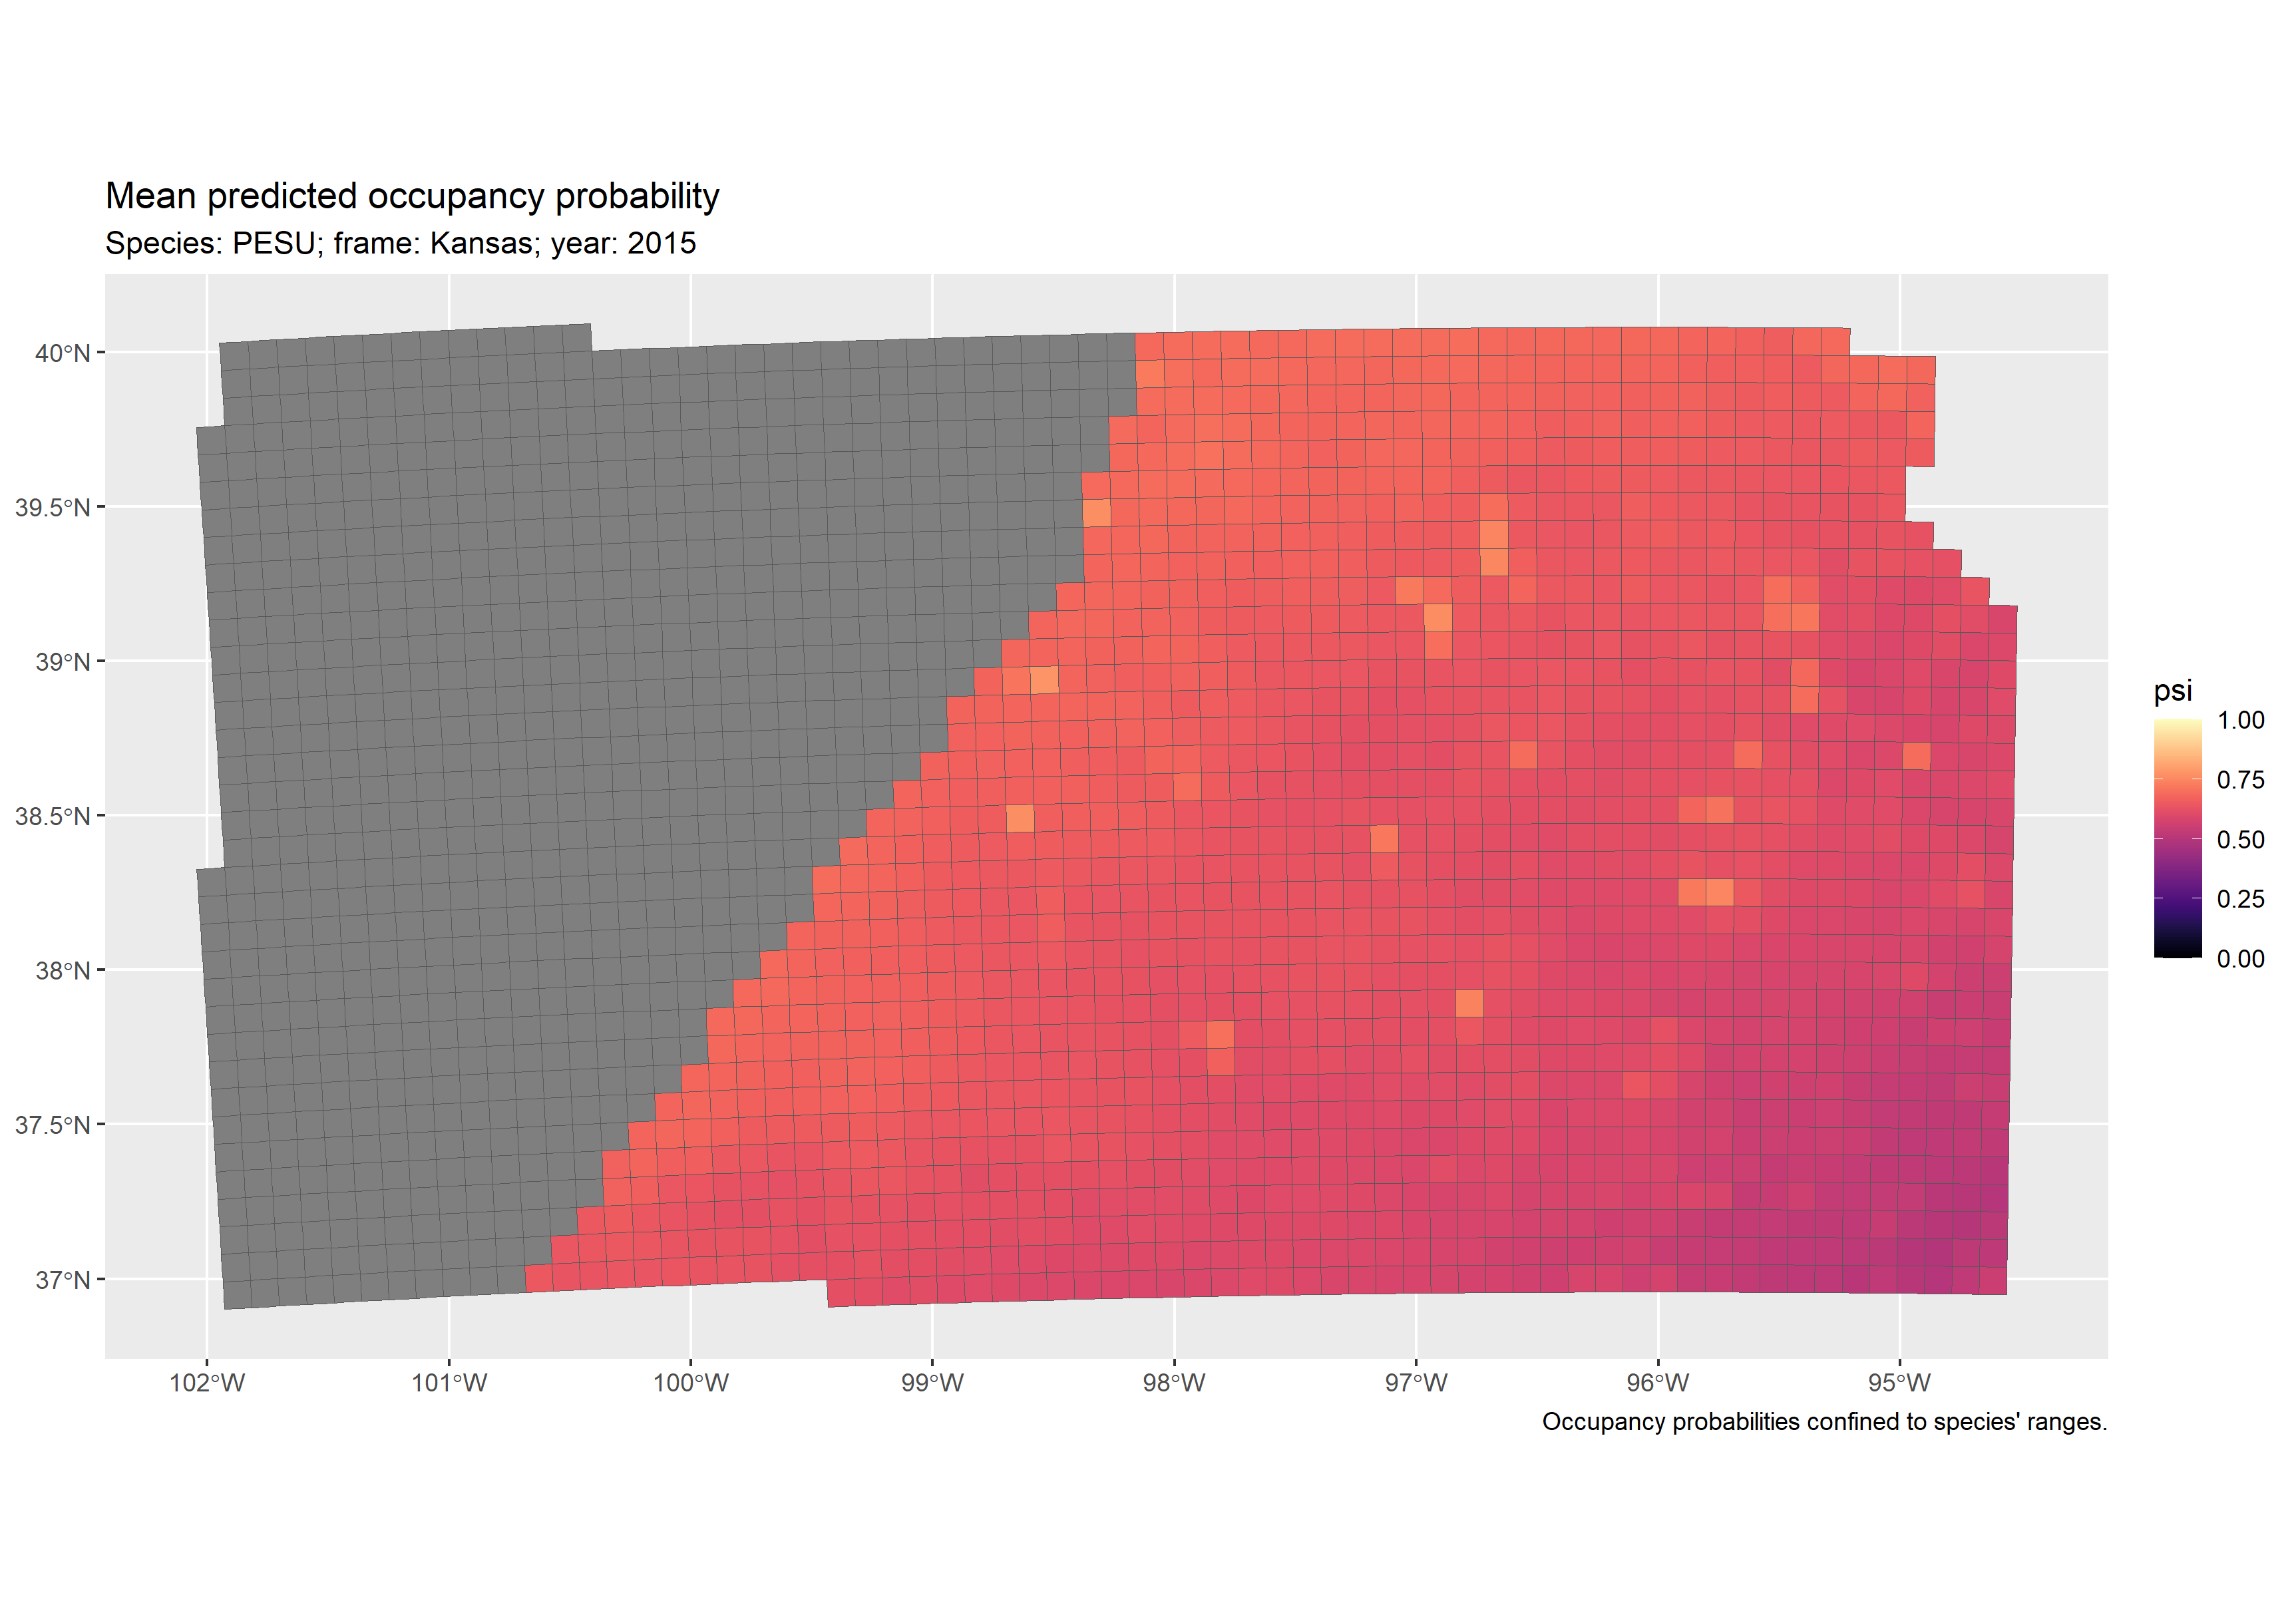 Mean predicted occupancy probability
Species: PESU; frame: Kansas; year: 2015
40°N
39.5°N
39°N
38.5°N
38°N
37.5°N
37°N
102°W
101°W
100°W
99°W
98°W
97°W
96°W
95°W
psi
1.00
0.75
0.50
0.25
0.00
Occupancy probabilities confined to species' ranges.